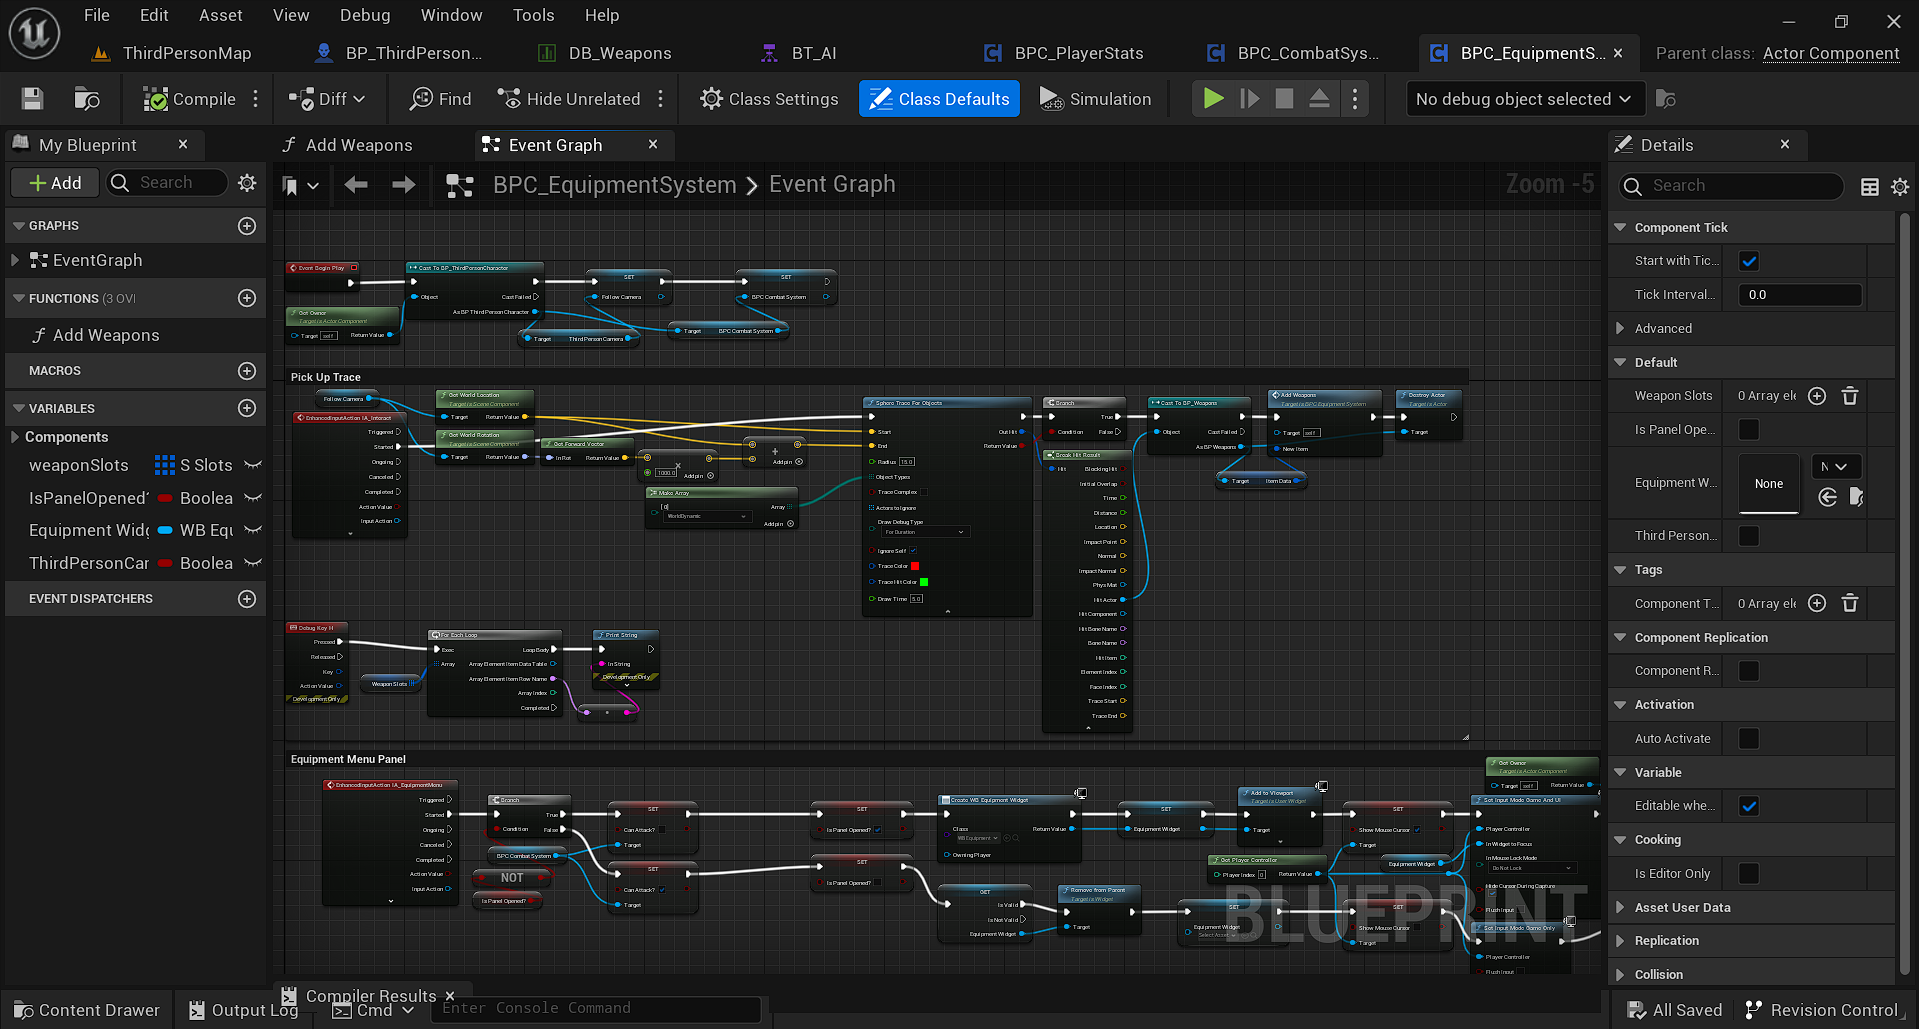 File Edit Asset View Debug Window Tools Help
ThirdPersonMap
BP_ThirdPerson...
DB_Weapons
BT_AI
BPC_PlayerStats
BPC_CombatSys...
BPC_EquipmentS...
Parent class: Actor Component
Compile
Diff
Find
Hide Unrelated
Class Settings
Class Defaults
Simulation
No debug object selected
My Blueprint
Add
Search
GRAPHS
EventGraph
FUNCTIONS (3 OVI
Add Weapons
MACROS
VARIABLES
Components
weaponSlots S Slots
IsPanelOpened? Boolea
Equipment Widg WB Equ
ThirdPersonCar Boolea
EVENT DISPATCHERS
Add Weapons
Event Graph
BPC_EquipmentSystem > Event Graph
Zoom -5
Event Begin Play
Get Owner
Target is Actor Component
Target self Return Value
Cast To BP_ThirdPersonCharacter
Object Cast Failed
As BP Third Person Character
SET
Follow Camera
SET
BPC Combat System
Target Third Person Camera
Target BPC Combat System
Pick Up Trace
Follow Camera
EnhancedInputAction IA_Interact
Triggered
Started
Ongoing
Canceled
Completed
Action Value
Input Action
Get World Location
Target is Scene Component
Target Return Value
Get World Rotation
Target is Scene Component
Target Return Value
Get Forward Vector
In Rot Return Value
1000.0
Add pin
Add pin
Make Array
[0] Array
WorldDynamic
Add pin
Sphere Trace For Objects
Start Out Hit
End Return Value
Radius 15.0
Object Types
Trace Complex
Actors to Ignore
Draw Debug Type
For Duration
Ignore Self
Trace Color
Trace Hit Color
Draw Time 5.0
Branch
True
Condition False
Break Hit Result
Hit Blocking Hit
Initial Overlap
Time
Distance
Location
Impact Point
Normal
Impact Normal
Phys Mat
Hit Actor
Hit Component
Hit Bone Name
Bone Name
Hit Item
Element Index
Face Index
Trace Start
Trace End
Cast To BP_Weapons
Object Cast Failed
As BP Weapons
Target Item Data
Add Weapons
Target is BPC Equipment System
Target self
New Item
Destroy Actor
Target is Actor
Target
Debug Key H
Pressed
Released
Key
Action Value
Development Only
Weapon Slots
For Each Loop
Exec Loop Body
Array Array Element Item Data Table
Array Element Item Row Name
Array Index
Completed
Print String
In String
Development Only
Equipment Menu Panel
EnhancedInputAction IA_EquipmentMenu
Triggered
Started
Ongoing
Canceled
Completed
Action Value
Input Action
Branch
True
Condition False
BPC Combat System
NOT
Is Panel Opened?
SET
Can Attack?
Target
SET
Can Attack?
Target
SET
Is Panel Opened?
SET
Is Panel Opened?
Create WB Equipment Widget
Class Return Value
WB Equipment
Owning Player
GET
Is Valid
Is Not Valid
Equipment Widget
Remove from Parent
Target is Widget
Target
SET
Equipment Widget
Add to Viewport
Target is User Widget
Target
Get Player Controller
Player Index 0 Return Value
SET
Equipment Widget
SET
Show Mouse Cursor
Target
Equipment Widget
SET
Show Mouse Cursor
Target
Get Owner
Target is Actor Component
Target self Return Value
Set Input Mode Game And UI
Player Controller
In Widget to Focus
In Mouse Lock Mode
Do Not Lock
Hide Cursor During Capture
Flush Input
Set Input Mode Game Only
Player Controller
Flush Input
BLUEPRINT
Details
Search
Component Tick
Start with Tic...
Tick Interval... 0.0
Advanced
Default
Weapon Slots 0 Array ele
Is Panel Ope...
Equipment W... None N
Third Person...
Tags
Component T... 0 Array ele
Component Replication
Component R...
Activation
Auto Activate
Variable
Editable whe...
Cooking
Is Editor Only
Asset User Data
Replication
Collision
Compiler Results
Content Drawer
Output Log
Cmd
Enter Console Command
All Saved
Revision Control